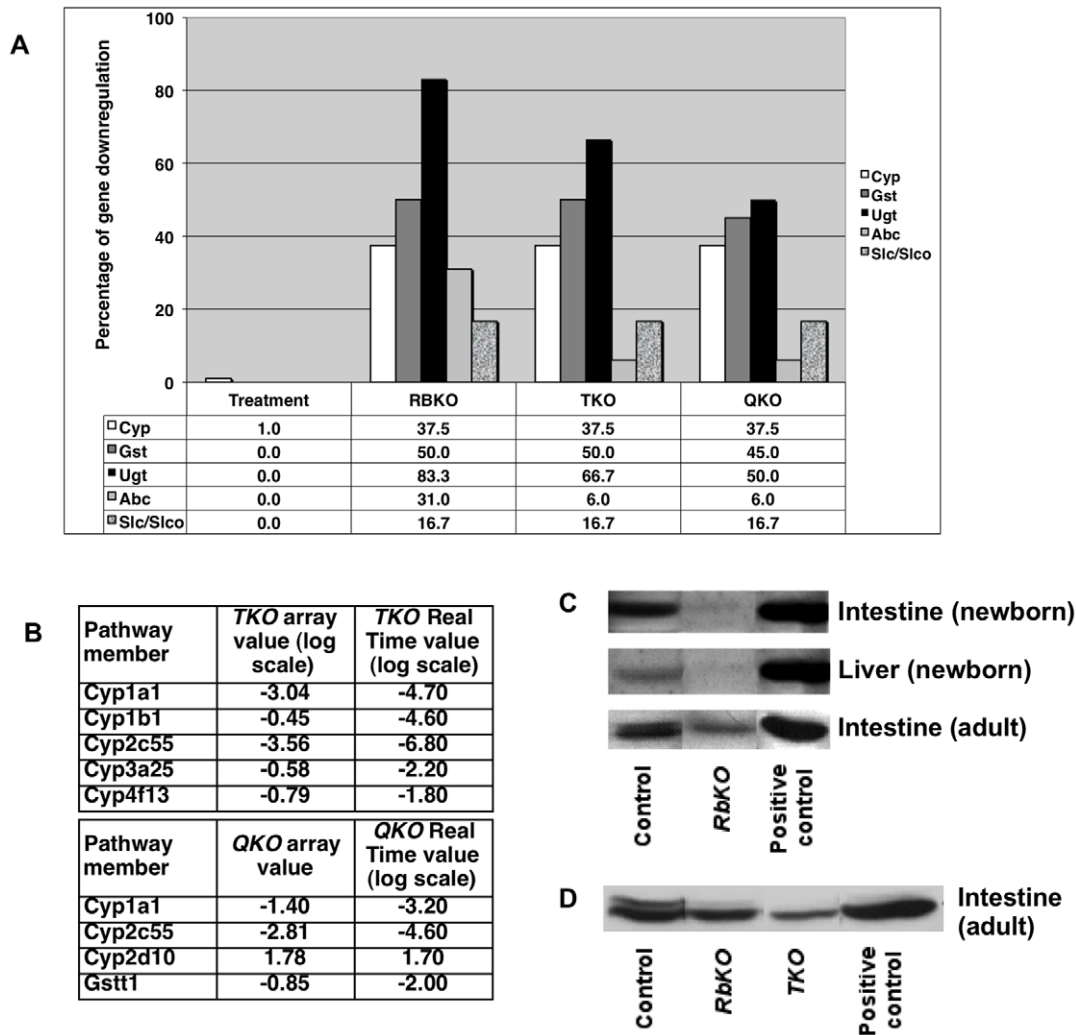 A
Percentage of gene downregulation
100
80
60
40
20
0
Cyp
Gst
Ugt
Abc
Slc/Slco
Treatment RBKO TKO QKO
Cyp 1.0 37.5 37.5 37.5
Gst 0.0 50.0 50.0 45.0
Ugt 0.0 83.3 66.7 50.0
Abc 0.0 31.0 6.0 6.0
Slc/Slco 0.0 16.7 16.7 16.7
B
Pathway member TKO array value (log scale) TKO Real Time value (log scale)
Cyp1a1 -3.04 -4.70
Cyp1b1 -0.45 -4.60
Cyp2c55 -3.56 -6.80
Cyp3a25 -0.58 -2.20
Cyp4f13 -0.79 -1.80
Pathway member QKO array value QKO Real Time value (log scale)
Cyp1a1 -1.40 -3.20
Cyp2c55 -2.81 -4.60
Cyp2d10 1.78 1.70
Gstt1 -0.85 -2.00
C
Intestine (newborn)
Liver (newborn)
Intestine (adult)
Control
RbKO
Positive control
D
Intestine (adult)
Control
RbKO
TKO
Positive control